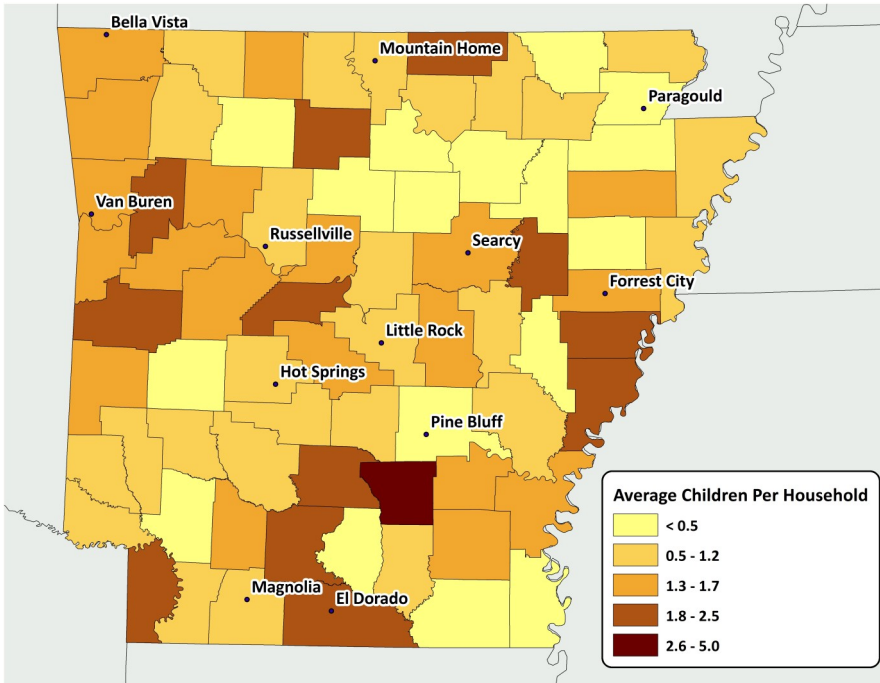 Bella Vista
Mountain Home
Paragould
Van Buren
Russellville
Searcy
Forrest City
Little Rock
Hot Springs
Pine Bluff
Magnolia
El Dorado
Average Children Per Household
< 0.5
0.5 - 1.2
1.3 - 1.7
1.8 - 2.5
2.6 - 5.0